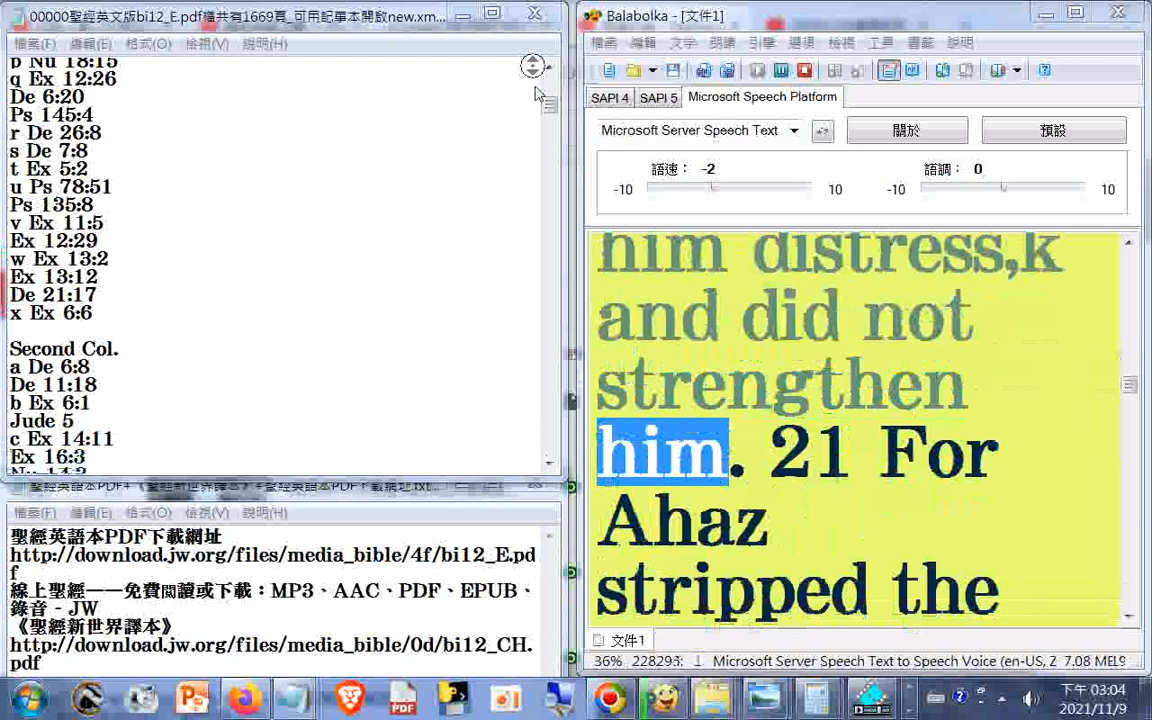 00000聖經英文版bi12_E.pdf檔共有1669頁_可用記事本開啟new.xm...
檔案(F) 編輯(E) 格式(O) 檢視(V) 說明(H)
p Nu 18:15
q Ex 12:26
De 6:20
Ps 145:4
r De 26:8
s De 7:8
t Ex 5:2
u Ps 78:51
Ps 135:8
v Ex 11:5
Ex 12:29
w Ex 13:2
Ex 13:12
De 21:17
x Ex 6:6
Second Col.
a De 6:8
De 11:18
b Ex 6:1
Jude 5
c Ex 14:11
Ex 16:3
檔案(F) 編輯(E) 格式(O) 檢視(V) 說明(H)
聖經英語本PDF下載網址
http://download.jw.org/files/media_bible/4f/bi12_E.pd
f
線上聖經——免費閱讀或下載：MP3、AAC、PDF、EPUB、
錄音 - JW
《聖經新世界譯本》
http://download.jw.org/files/media_bible/0d/bi12_CH.
pdf
Balabolka - [文件1]
檔案 編輯 文字 朗讀 引擎 選項 檢視 工具 書籤 說明
SAPI 4 SAPI 5 Microsoft Speech Platform
Microsoft Server Speech Text 關於 預設
語速： -2 語調： 0
-10 10 -10 10
him distress,k
and did not
strengthen
him. 21 For
Ahaz
stripped the
文件1
36% 228293: 1 Microsoft Server Speech Text to Speech Voice (en-US, Z 7.08 MEL9
下午 03:04
2021/11/9